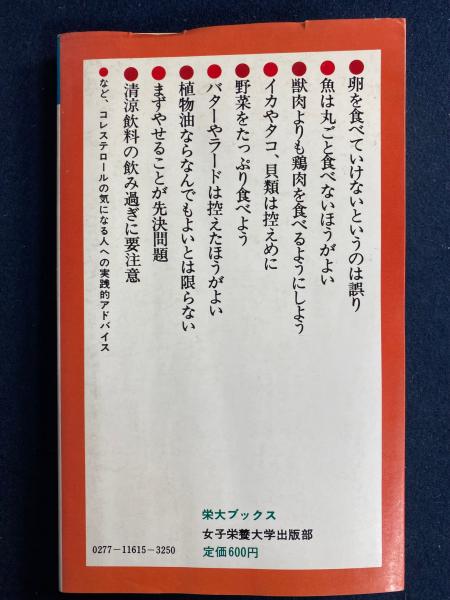 ●卵を食べていけないというのは誤り
●魚は丸ごと食べないほうがよい
●獣肉よりも鶏肉を食べるようにしよう
●イカやタコ、貝類は控えめに
●野菜をたっぷり食べよう
●バターやラードは控えたほうがよい
●植物油ならなんでもよいとは限らない
●まずやせることが先決問題
●清涼飲料の飲み過ぎに要注意
●など、コレステロールの気になる人への実践的アドバイス
栄大ブックス
女子栄養大学出版部
0277-11615-3250
定価600円